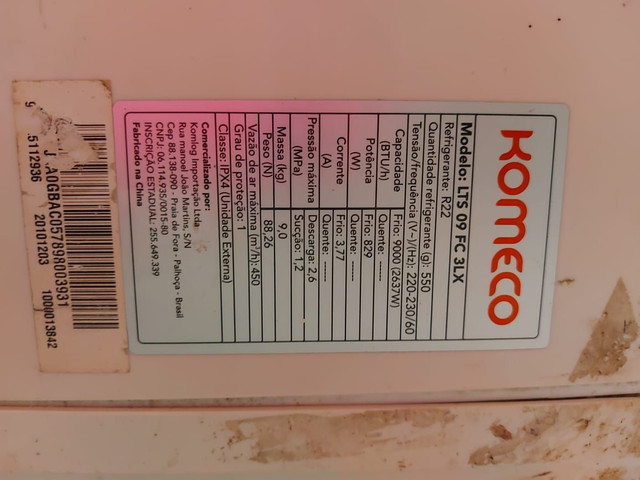 KOMECO
Modelo: LTS 09 FC 3LX
Refrigerante: R22
Quantidade refrigerante (g): 550
Tensão/frequência (V~)/(Hz): 220-230/60
Capacidade (BTU/h) Frio: 9000 (2637W)
Quente: -----
Potência (W) Frio: 829
Quente: -----
Corrente (A) Frio: 3,77
Quente: -----
Pressão máxima (MPa) Descarga: 2,6
Sucção: 1,2
Massa (kg) 9,0
Peso (N) 88,26
Vazão de ar máxima (m³/h): 450
Grau de proteção: 1
Classe: IPX4 (Unidade Externa)
Comercializado por:
Komlog Importação Ltda.
Rua manoel João Martins, S/N
Cep 88.138-090 - Praia de Fora - Palhoça - Brasil
CNPJ: 06.114.935/0015-80
INSCRIÇÃO ESTADUAL: 255.649.339
Fabricado na China
J A0GBAC057898003931
5112936 20101203 1000013842